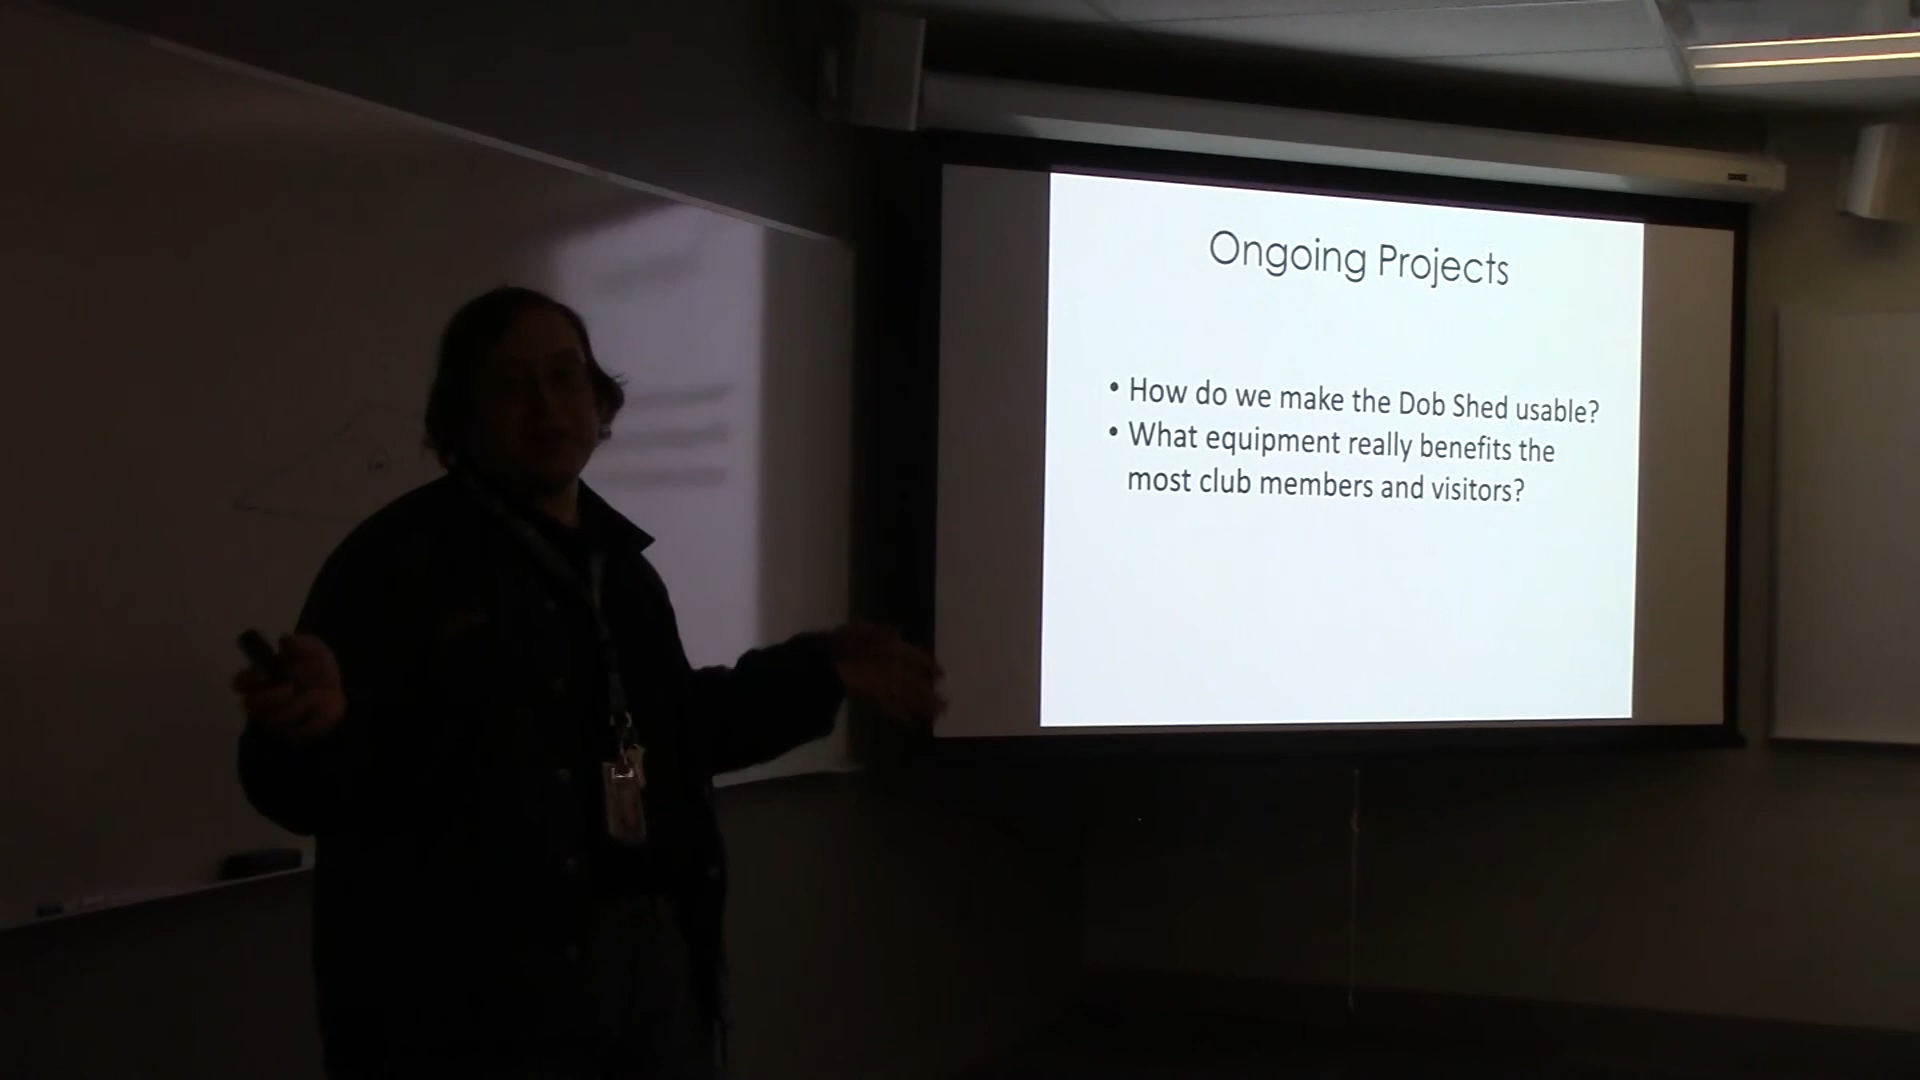 Ongoing Projects
• How do we make the Dob Shed usable?
• What equipment really benefits the
most club members and visitors?